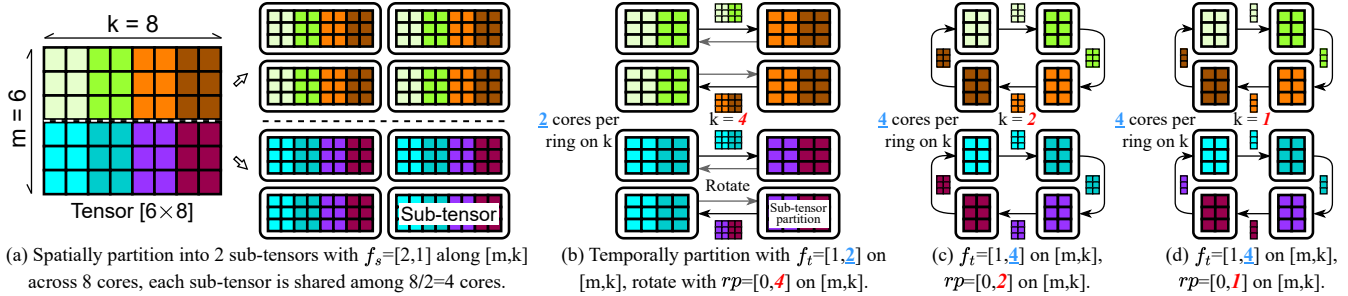 k = 8
m = 6
Tensor [6×8]
Sub-tensor
(a) Spatially partition into 2 sub-tensors with fs=[2,1] along [m,k]
across 8 cores, each sub-tensor is shared among 8/2=4 cores.
2 cores per
ring on k
k = 4
Rotate
Sub-tensor
partition
(b) Temporally partition with ft=[1,2] on
[m,k], rotate with rp=[0,4] on [m,k].
4 cores per
ring on k
k = 2
(c) ft=[1,4] on [m,k],
rp=[0,2] on [m,k].
4 cores per
ring on k
k = 1
(d) ft=[1,4] on [m,k],
rp=[0,1] on [m,k].